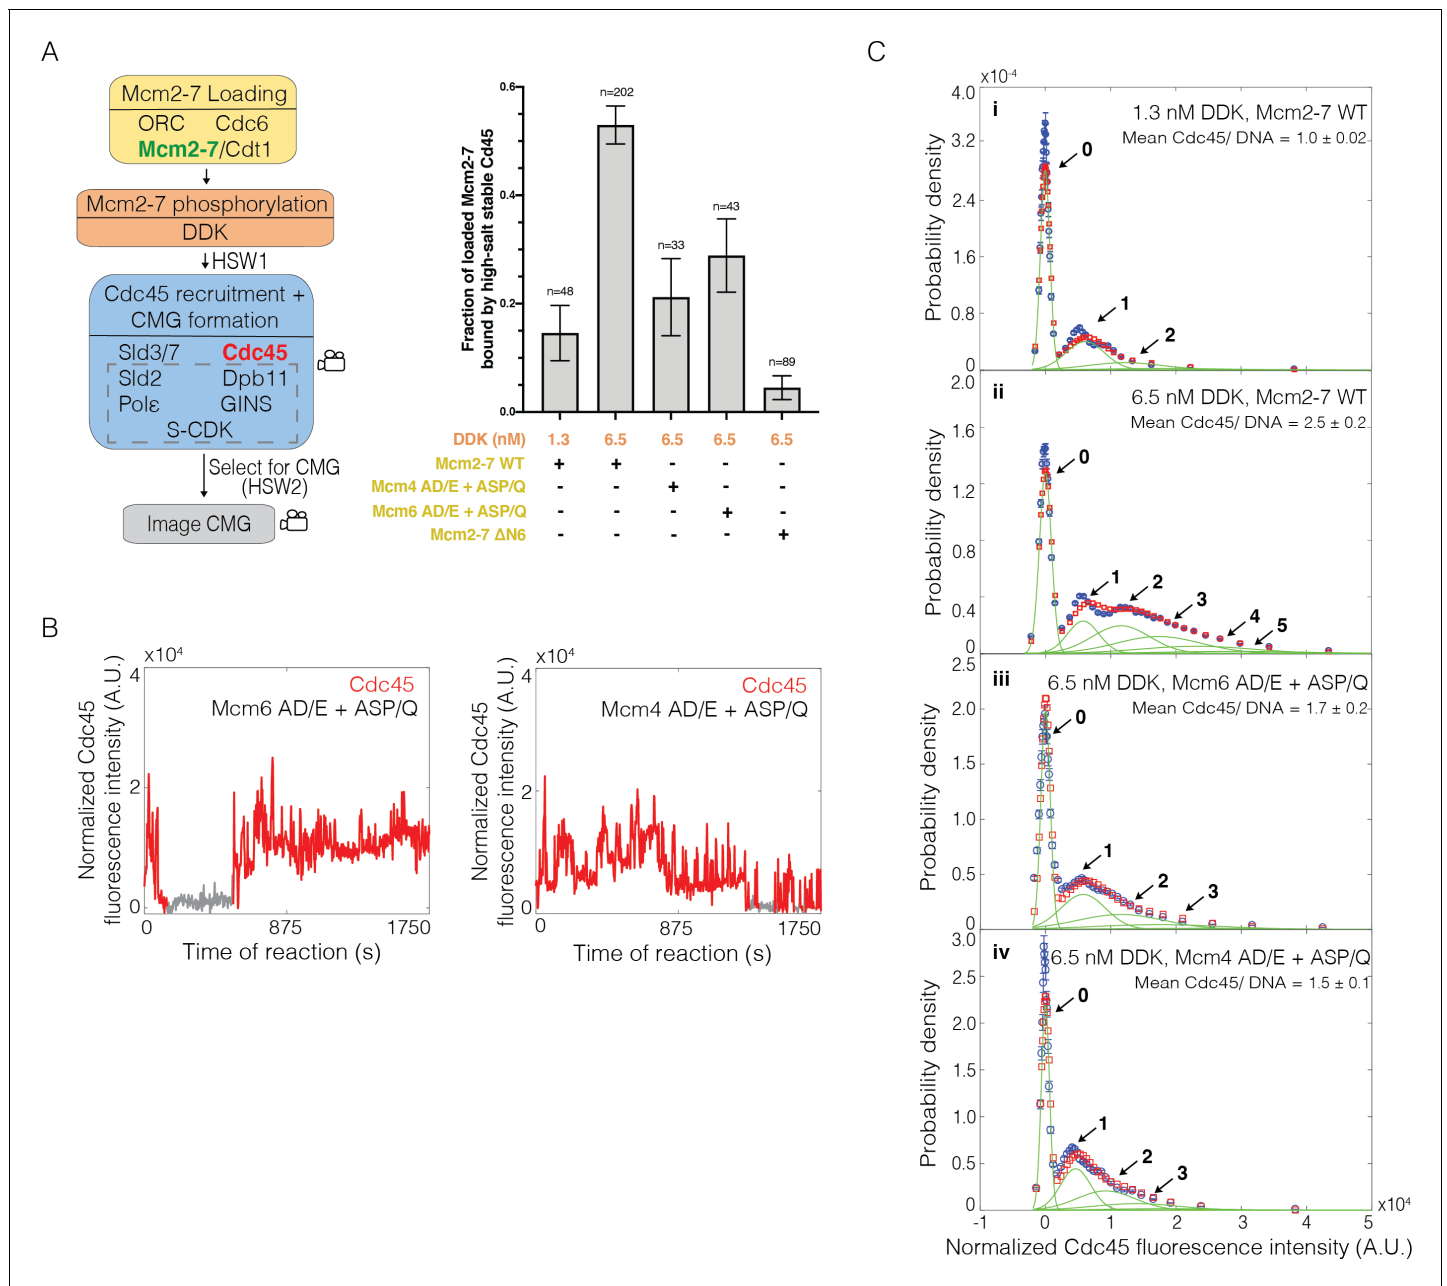 A
Mcm2-7 Loading
ORC Cdc6
Mcm2-7/Cdt1
Mcm2-7 phosphorylation
DDK
HSW1
Cdc45 recruitment +
CMG formation
Sld3/7 Cdc45
Sld2 Dpb11
Polε GINS
S-CDK
Select for CMG
(HSW2)
Image CMG
Fraction of loaded Mcm2-7
bound by high-salt stable Cd45
0.6
0.4
0.2
0.0
n=48
n=202
n=33
n=43
n=89
DDK (nM) 1.3 6.5 6.5 6.5 6.5
Mcm2-7 WT + + - - -
Mcm4 AD/E + ASP/Q - - + - -
Mcm6 AD/E + ASP/Q - - - + -
Mcm2-7 ΔN6 - - - - +
B
x10⁴
4
2
0
Normalized Cdc45
fluorescence intensity (A.U.)
Cdc45
Mcm6 AD/E + ASP/Q
0 8775 1750
Time of reaction (s)
x10⁴
4
2
0
Normalized Cdc45
fluorescence intensity (A.U.)
Cdc45
Mcm4 AD/E + ASP/Q
0 8775 1750
Time of reaction (s)
C
x10⁻⁴
i
1.3 nM DDK, Mcm2-7 WT
Mean Cdc45/ DNA = 1.0 ± 0.02
4.0
3.2
2.4
1.6
0.8
0
Probability density
0
1
2
ii
6.5 nM DDK, Mcm2-7 WT
Mean Cdc45/ DNA = 2.5 ± 0.2
2.0
1.6
1.2
0.8
0.4
0
Probability density
0
1
2
3
4
5
iii
6.5 nM DDK, Mcm6 AD/E + ASP/Q
Mean Cdc45/ DNA = 1.7 ± 0.2
2.5
2.0
1.5
1.0
0.5
0
Probability density
0
1
2
3
iv
6.5 nM DDK, Mcm4 AD/E + ASP/Q
Mean Cdc45/ DNA = 1.5 ± 0.1
3.0
2.5
2.0
1.5
1.0
0.5
0
Probability density
0
1
2
3
-1 0 1 2 3 4 5
x10⁴
Normalized Cdc45 fluorescence intensity (A.U.)